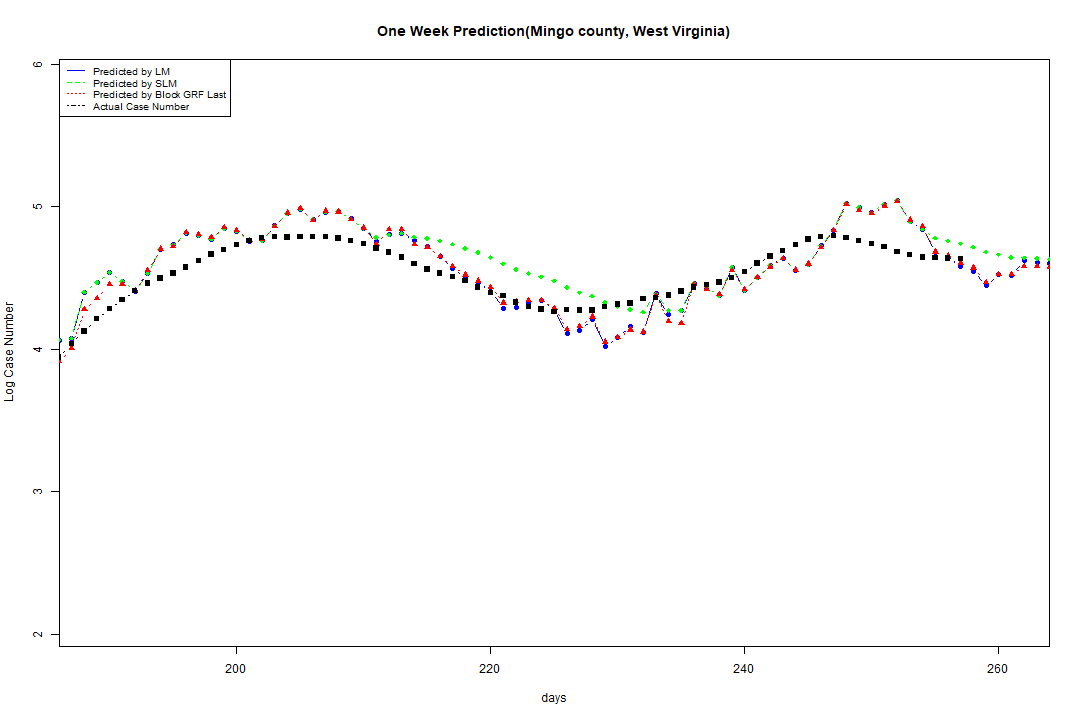 One Week Prediction(Mingo county, West Virginia)
Predicted by LM
Predicted by SLM
Predicted by Block GRF Last
Actual Case Number
6
5
4
3
2
Log Case Number
200
220
240
260
days